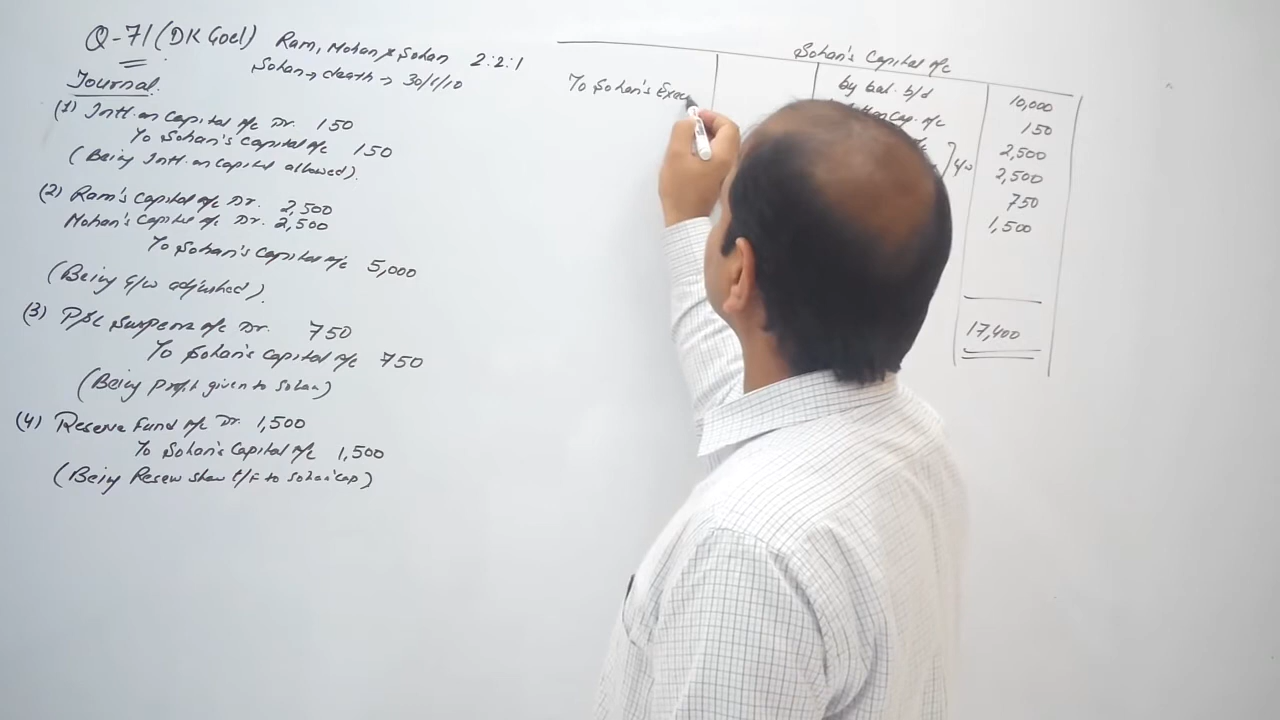 Q-71 (DK Goel) Ram, Mohan & Sohan 2:2:1
Sohan → death → 30/6/10
Journal
(1) Intt. on Capital A/c Dr. 150
To Sohan's Capital A/c 150
(Being Intt. on Capital allowed).
(2) Ram's Capital A/c Dr. 2,500
Mohan's Capital A/c Dr. 2,500
To Sohan's Capital A/c 5,000
(Being G/w adjusted).
(3) P&L Suspense A/c Dr. 750
To Sohan's Capital A/c 750
(Being Profit given to Sohan)
(4) Reserve Fund A/c Dr. 1,500
To Sohan's Capital A/c 1,500
(Being Reserve share t/f to Sohan cap)
Sohan's Capital A/c
To Sohan's Exec
by bal. b/d 10,000
Cap. A/c 150
2,500
2,500
750
1,500
17,400